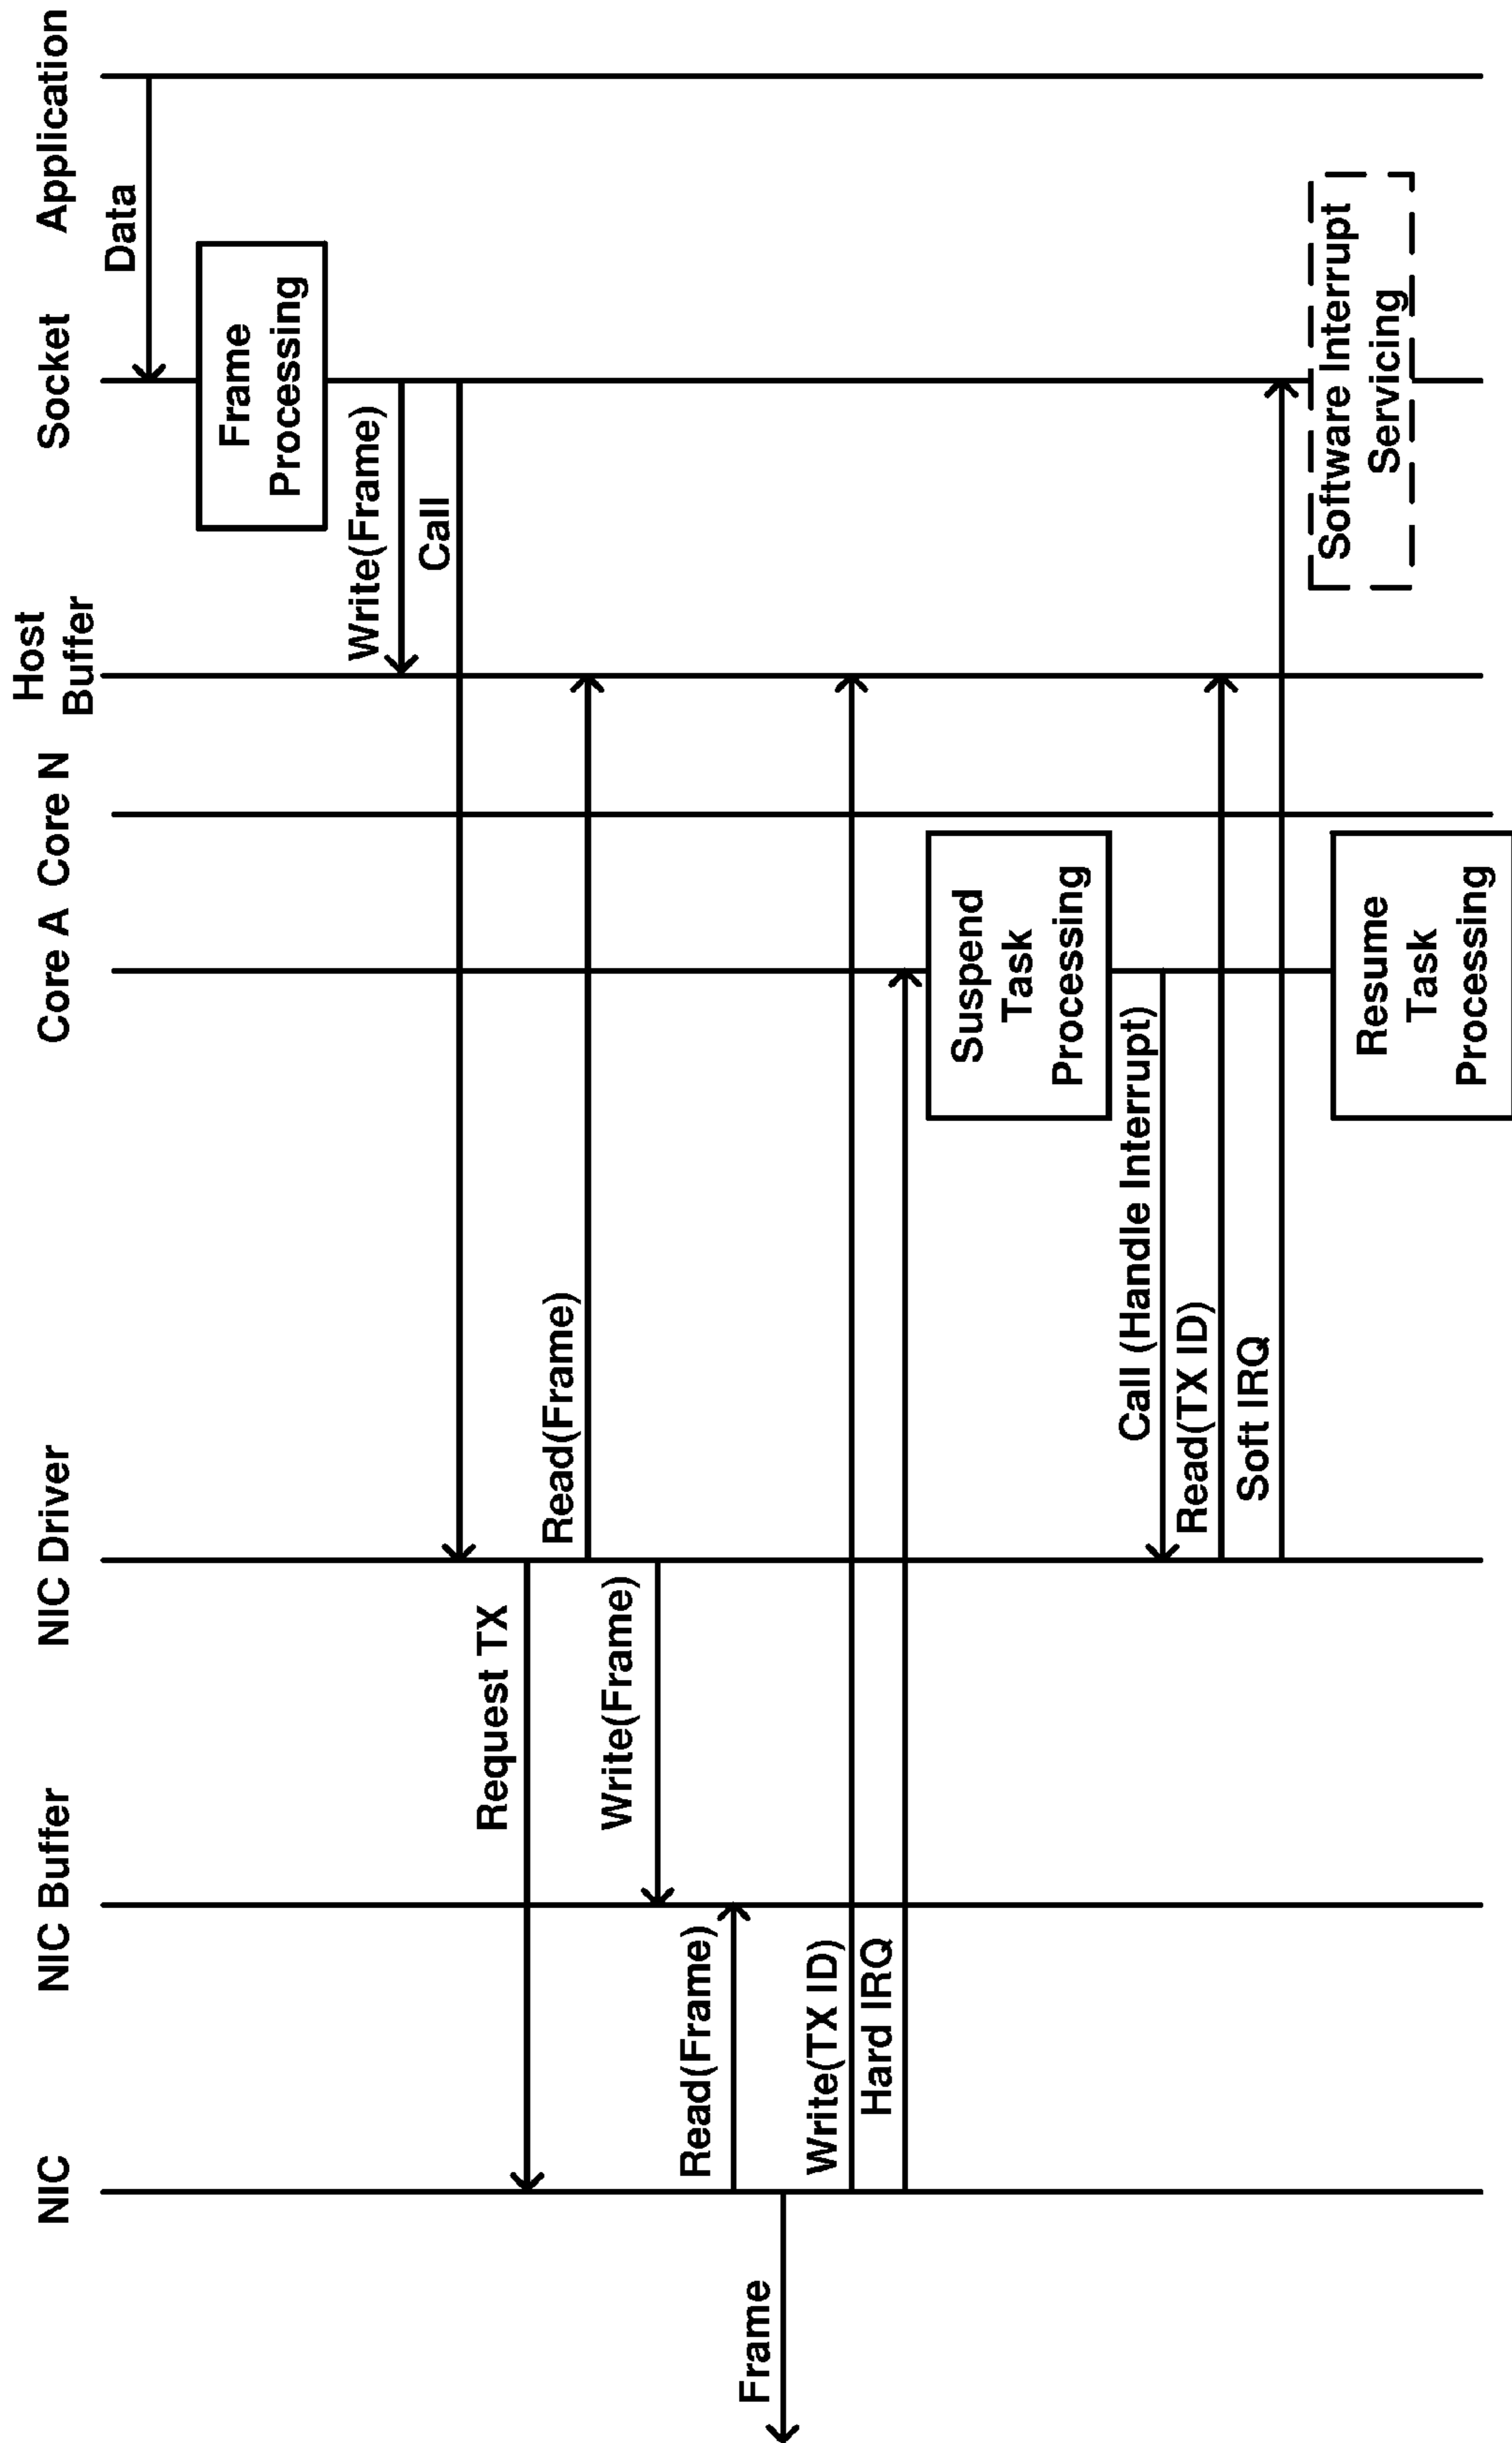 NIC
NIC Buffer
NIC Driver
Core A
Core N
Host
Buffer
Socket
Application
Data
Frame
Processing
Write(Frame)
Call
Request TX
Read(Frame)
Write(Frame)
Read(Frame)
Frame
Write(TX ID)
Hard IRQ
Suspend
Task
Processing
Call (Handle Interrupt)
Read(TX ID)
Soft IRQ
Software Interrupt
Servicing
Resume
Task
Processing